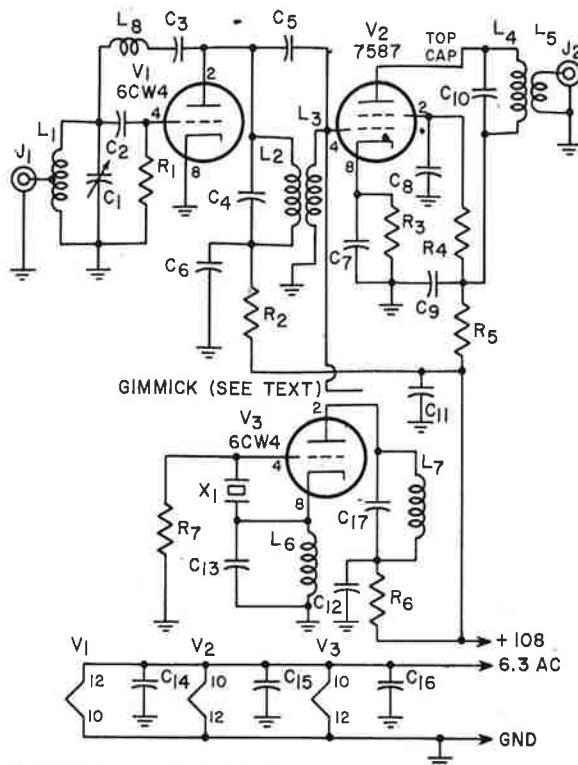 C5
L8
C3
V2
7587
TOP
CAP
L4
L5
J2
V1
6CW4
2
C10
L1
4
L3
4
2
J1
C2
L2
8
R1
8
C8
C1
C4
R3
R4
C6
C7
C9
R2
R5
GIMMICK (SEE TEXT)
C11
V3
6CW4
2
4
L7
X1
8
R7
C17
L6
C13
C12
R6
+108
V1
V2
V3
6.3 AC
12
C14
10
C15
10
C16
10
12
12
GND